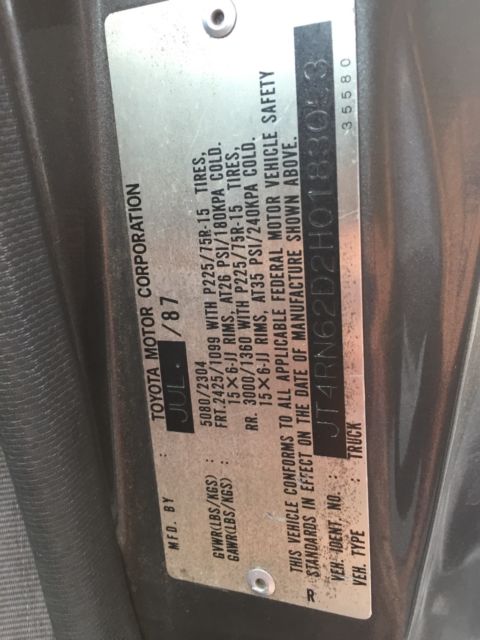 MFD. BY : TOYOTA MOTOR CORPORATION
JUL. /87
GVWR(LBS/KGS) : 5080/2304
GAWR(LBS/KGS) : FRT.2425/1099 WITH P225/75R-15 TIRES,
15×6-JJ RIMS, AT26 PSI/180KPA COLD.
RR. 3000/1360 WITH P225/75R-15 TIRES,
15×6-JJ RIMS, AT35 PSI/240KPA COLD.
THIS VEHICLE CONFORMS TO ALL APPLICABLE FEDERAL MOTOR VEHICLE SAFETY
STANDARDS IN EFFECT ON THE DATE OF MANUFACTURE SHOWN ABOVE.
VEH. IDENT. NO. : JT4RN62D2H0183053
R VEH. TYPE : TRUCK 35580